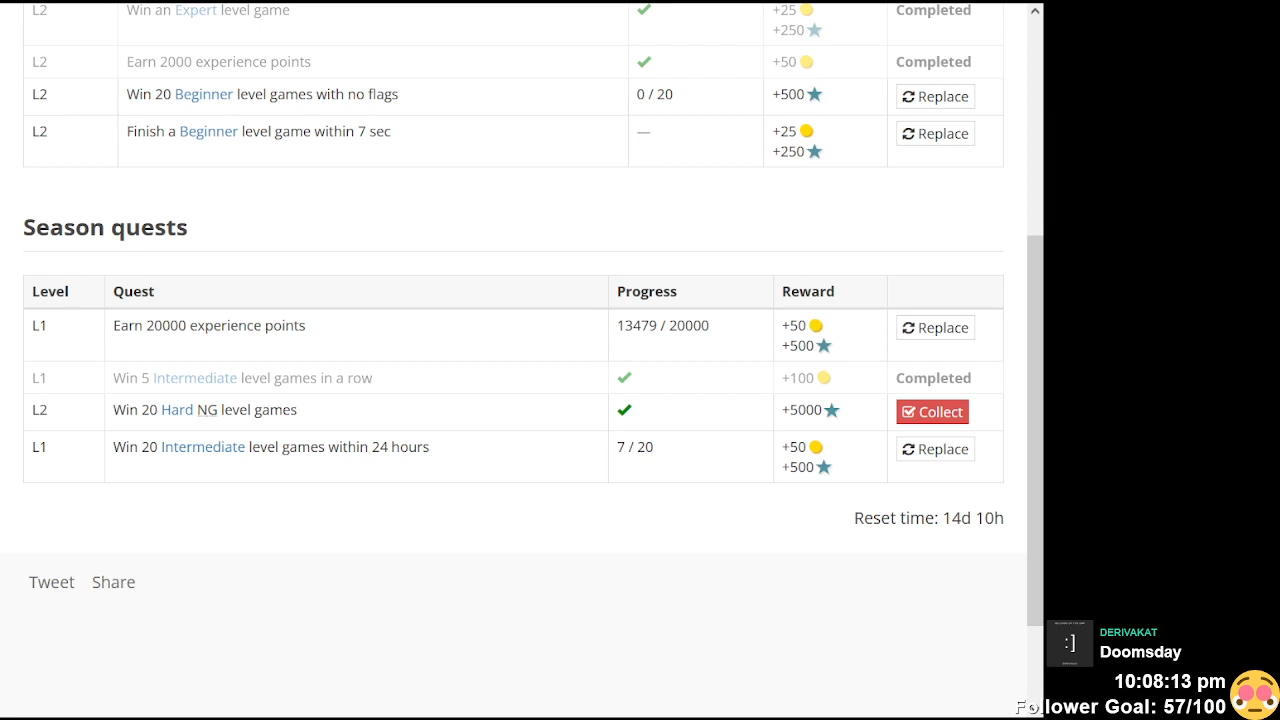 L2 Win an Expert level game +25 Completed
+250
L2 Earn 2000 experience points +50 Completed
L2 Win 20 Beginner level games with no flags 0 / 20 +500 Replace
L2 Finish a Beginner level game within 7 sec — +25 Replace
+250
Season quests
Level Quest Progress Reward
L1 Earn 20000 experience points 13479 / 20000 +50 Replace
+500
L1 Win 5 Intermediate level games in a row +100 Completed
L2 Win 20 Hard NG level games +5000 Collect
L1 Win 20 Intermediate level games within 24 hours 7 / 20 +50 Replace
+500
Reset time: 14d 10h
Tweet Share
:]
DERIVAKAT
Doomsday
10:08:13 pm
Follower Goal: 57/100